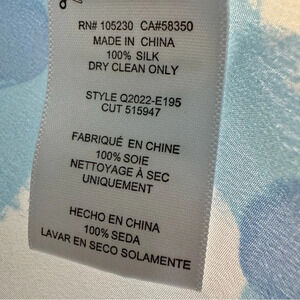 RN# 105230 CA#58350
MADE IN CHINA
100% SILK
DRY CLEAN ONLY
STYLE Q2022-E195
CUT 515947
FABRIQUÉ EN CHINE
100% SOIE
NETTOYAGE À SEC
UNIQUEMENT
HECHO EN CHINA
100% SEDA
LAVAR EN SECO SOLAMENTE